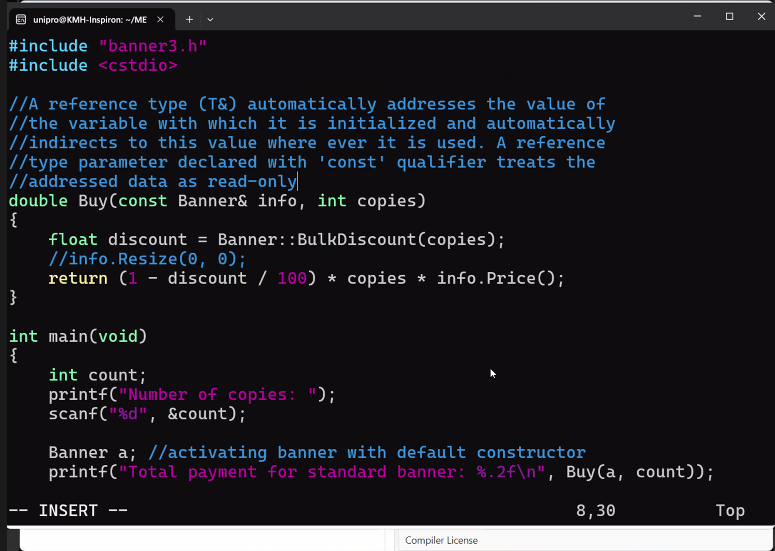 unipro@KMH-Inspiron: ~/ME
#include "banner3.h"
#include <cstdio>
//A reference type (T&) automatically addresses the value of
//the variable with which it is initialized and automatically
//indirects to this value where ever it is used. A reference
//type parameter declared with 'const' qualifier treats the
//addressed data as read-only
double Buy(const Banner& info, int copies)
{
    float discount = Banner::BulkDiscount(copies);
    //info.Resize(0, 0);
    return (1 - discount / 100) * copies * info.Price();
}
int main(void)
{
    int count;
    printf("Number of copies: ");
    scanf("%d", &count);
    Banner a; //activating banner with default constructor
    printf("Total payment for standard banner: %.2f\n", Buy(a, count));
-- INSERT -- 8,30 Top
Compiler License